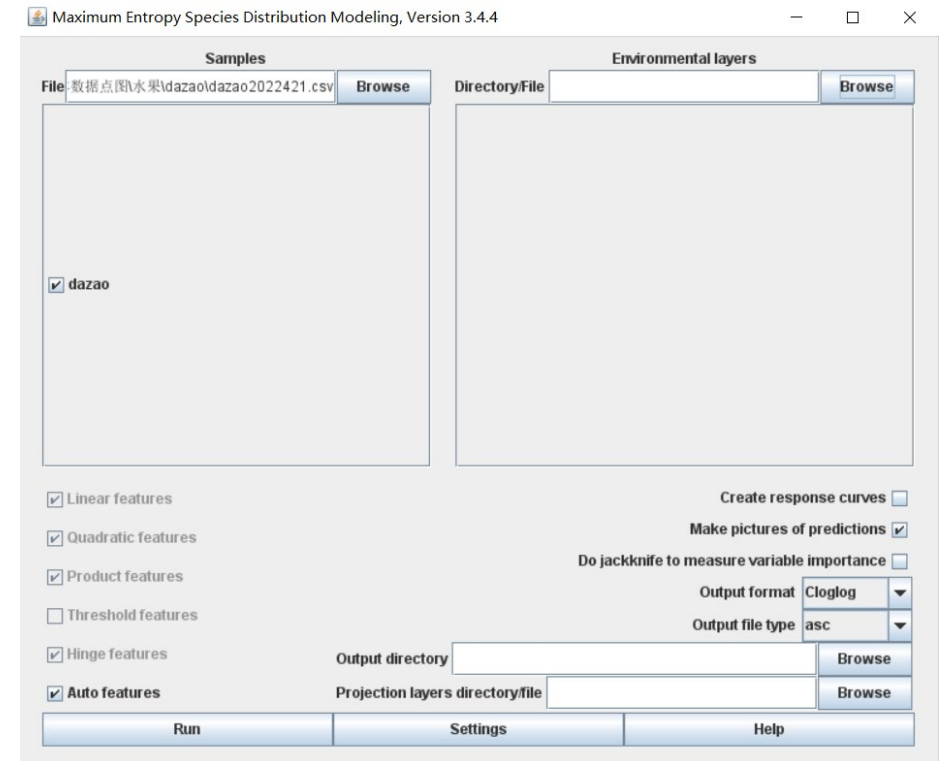 Maximum Entropy Species Distribution Modeling, Version 3.4.4
Samples
Environmental layers
File 数据点图\水果\dazao\dazao2022421.csv Browse
Directory/File Browse
dazao
Linear features
Create response curves
Quadratic features
Make pictures of predictions
Do jackknife to measure variable importance
Product features
Output format Cloglog
Threshold features
Output file type asc
Hinge features
Output directory Browse
Auto features
Projection layers directory/file Browse
Run Settings Help